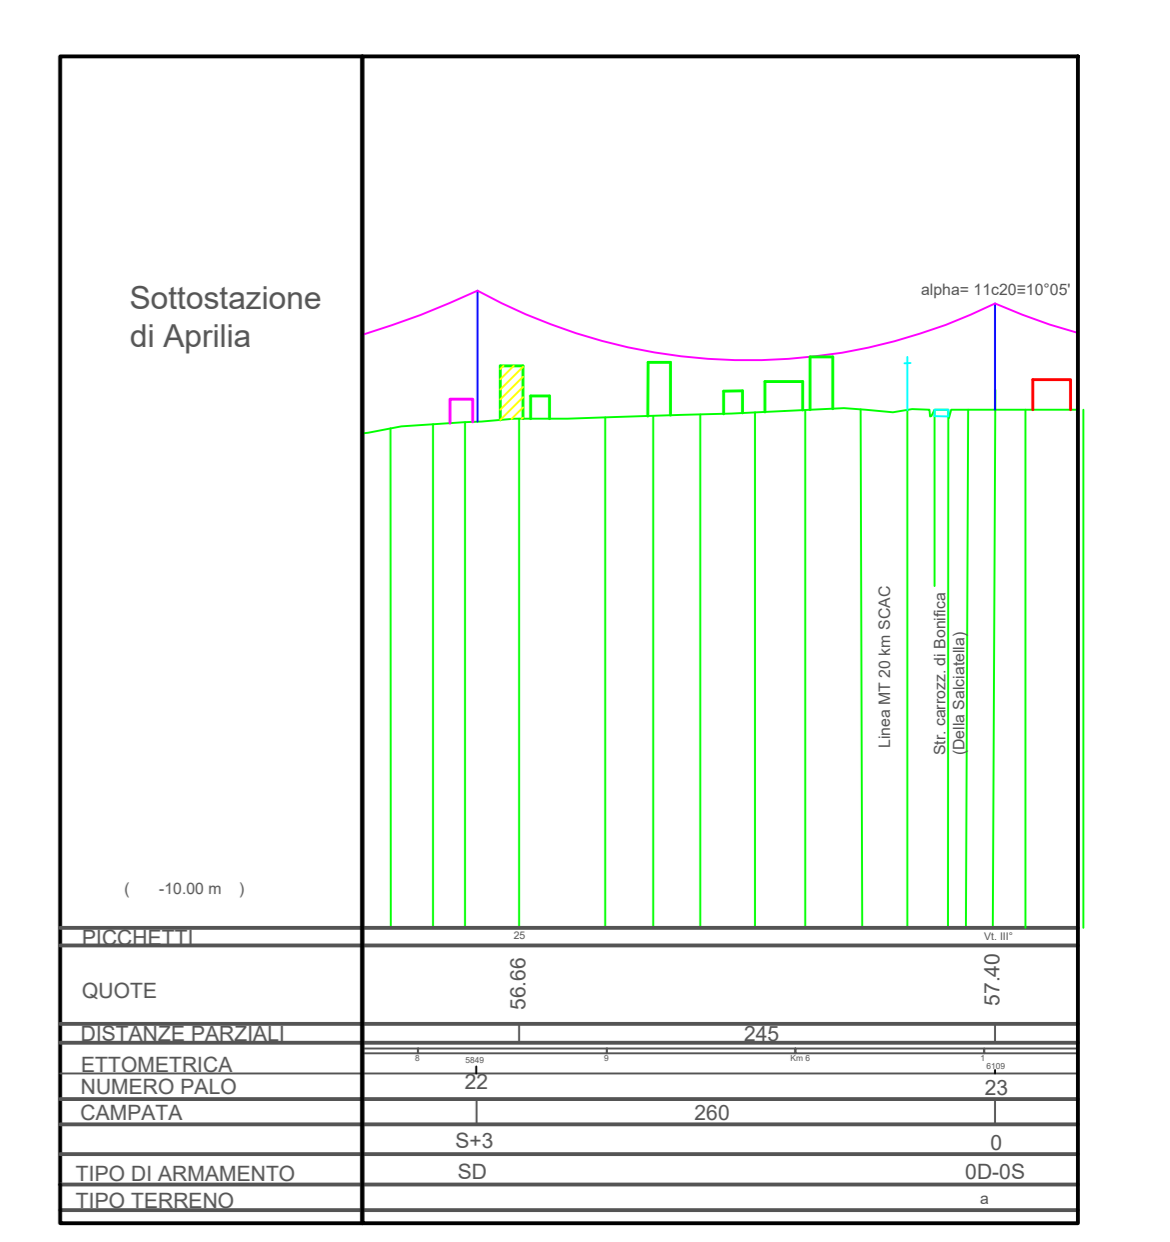 Sottostazione
di Aprilia
alpha= 11c20≡10°05'
Linea MT 20 km SCAC
Str. carrozz. di Bonifica
(Della Salciatella)
( -10.00 m )
PICCHETTI 25 Vt. III°
QUOTE 56.66 57.40
DISTANZE PARZIALI 245
ETTOMETRICA 8 5849 9 Km 6 1 6109
NUMERO PALO 22 23
CAMPATA 260
S+3 0
TIPO DI ARMAMENTO SD 0D-0S
TIPO TERRENO a